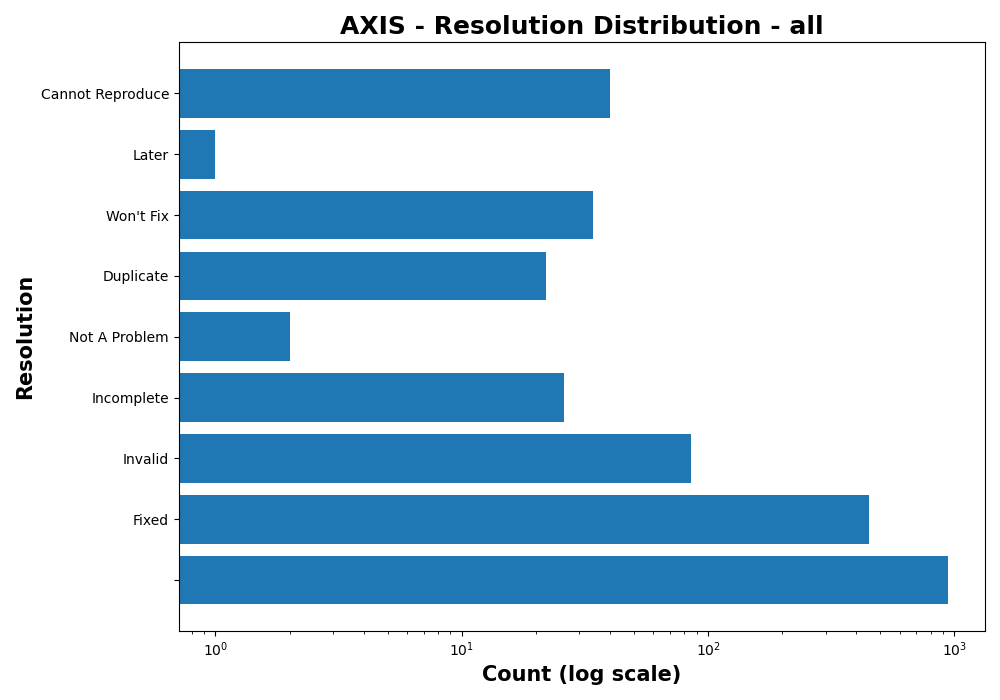 AXIS - Resolution Distribution - all
Cannot Reproduce
Later
Won't Fix
Duplicate
Not A Problem
Incomplete
Invalid
Fixed
Resolution
10⁰ 10¹ 10² 10³
Count (log scale)